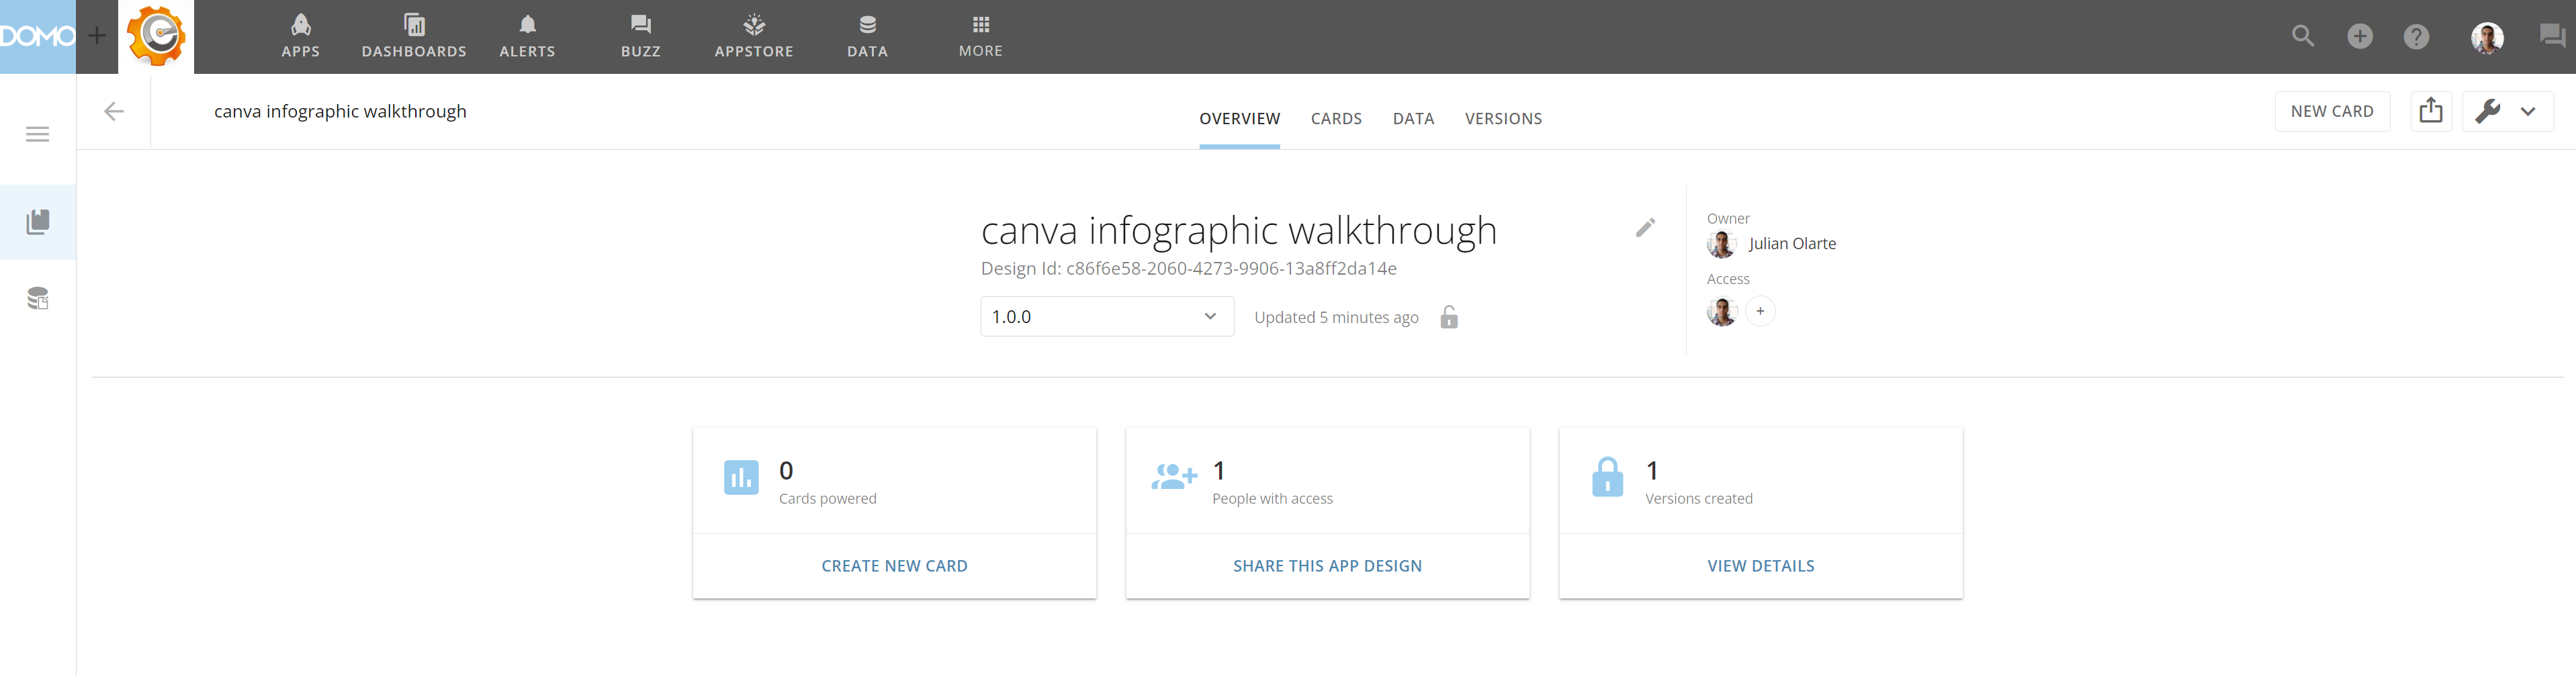 DOMO
APPS
DASHBOARDS
ALERTS
BUZZ
APPSTORE
DATA
MORE
canva infographic walkthrough
OVERVIEW
CARDS
DATA
VERSIONS
NEW CARD
canva infographic walkthrough
Design Id: c86f6e58-2060-4273-9906-13a8ff2da14e
1.0.0
Updated 5 minutes ago
Owner
Julian Olarte
Access
+
0
Cards powered
CREATE NEW CARD
1
People with access
SHARE THIS APP DESIGN
1
Versions created
VIEW DETAILS